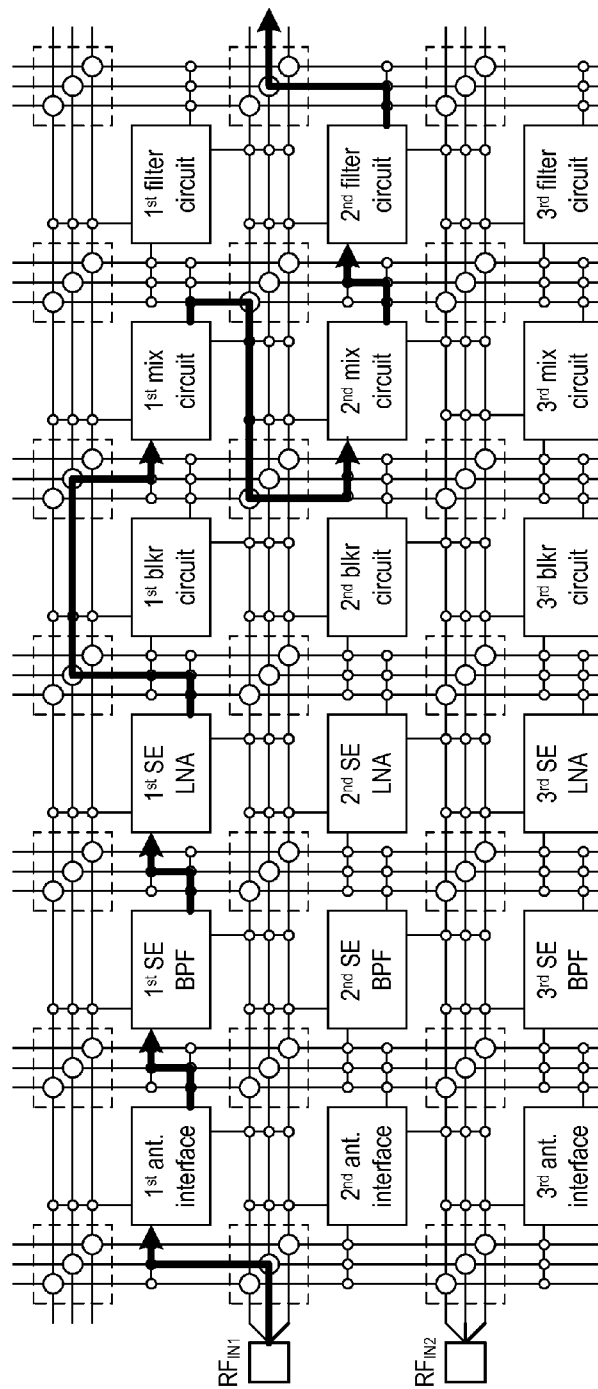 RF_IN1
RF_IN2
1st ant.
interface
2nd ant.
interface
3rd ant.
interface
1st SE
BPF
2nd SE
BPF
3rd SE
BPF
1st SE
LNA
2nd SE
LNA
3rd SE
LNA
1st blkr
circuit
2nd blkr
circuit
3rd blkr
circuit
1st mix
circuit
2nd mix
circuit
3rd mix
circuit
1st filter
circuit
2nd filter
circuit
3rd filter
circuit